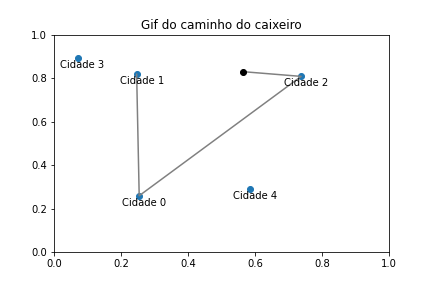 Gif do caminho do caixeiro
1.0
Cidade 3
Cidade 1
Cidade 2
0.8
0.6
0.4
Cidade 4
Cidade 0
0.2
0.0
0.0 0.2 0.4 0.6 0.8 1.0